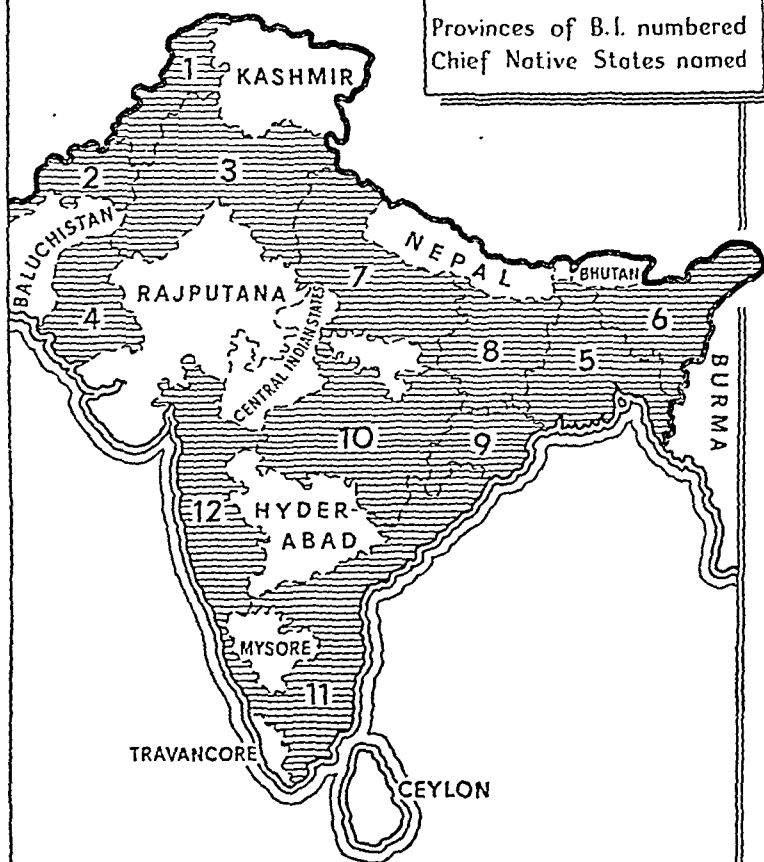 Provinces of B.I. numbered
Chief Native States named
1
KASHMIR
2
3
BALUCHISTAN
NEPAL
BHUTAN
4
RAJPUTANA
7
6
CENTRAL INDIAN STATES
8
5
BURMA
10
9
12
HYDER-
ABAD
MYSORE
11
TRAVANCORE
CEYLON